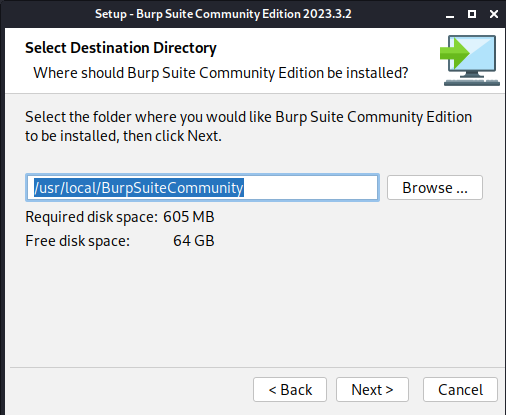 Setup - Burp Suite Community Edition 2023.3.2
Select Destination Directory
Where should Burp Suite Community Edition be installed?
Select the folder where you would like Burp Suite Community Edition
to be installed, then click Next.
/usr/local/BurpSuiteCommunity
Browse ...
Required disk space: 605 MB
Free disk space: 64 GB
< Back Next > Cancel